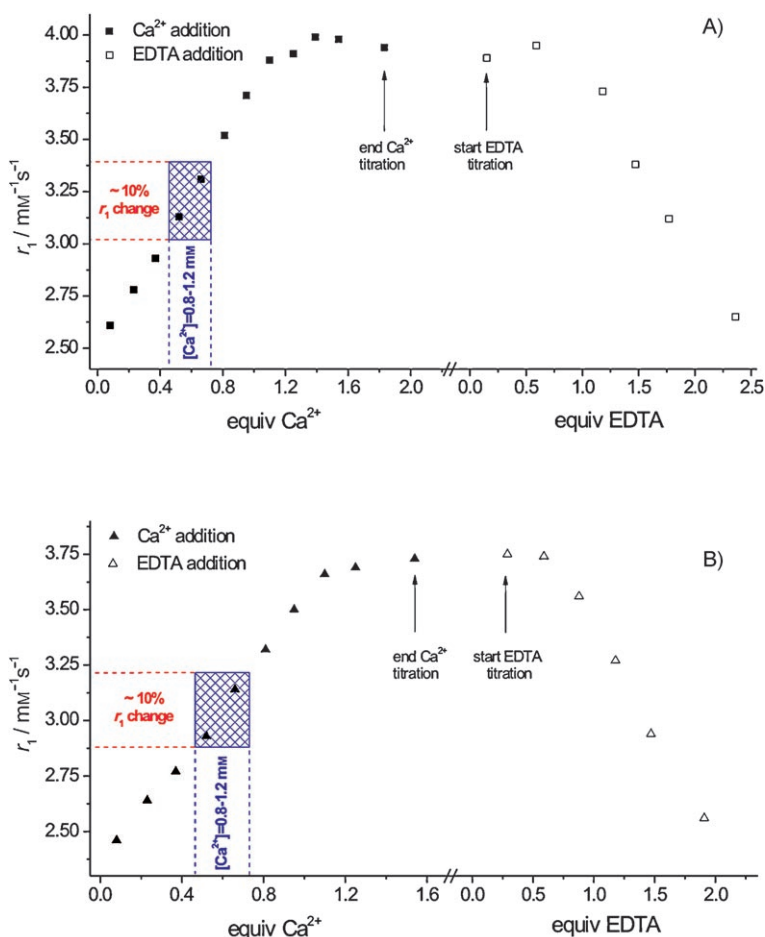 Ca²⁺ addition
EDTA addition
A)
4.00
3.75
3.50
3.25
3.00
2.75
2.50
r₁ / mM⁻¹s⁻¹
~ 10%
r₁ change
[Ca²⁺]=0.8-1.2 mM
end Ca²⁺
titration
start EDTA
titration
0.0 0.4 0.8 1.2 1.6 2.0 0.0 0.5 1.0 1.5 2.0 2.5
equiv Ca²⁺ equiv EDTA
Ca²⁺ addition
EDTA addition
B)
3.75
3.50
3.25
3.00
2.75
2.50
r₁ / mM⁻¹s⁻¹
~ 10%
r₁ change
[Ca²⁺]=0.8-1.2 mM
end Ca²⁺
titration
start EDTA
titration
0.0 0.4 0.8 1.2 1.6 0.0 0.5 1.0 1.5 2.0
equiv Ca²⁺ equiv EDTA